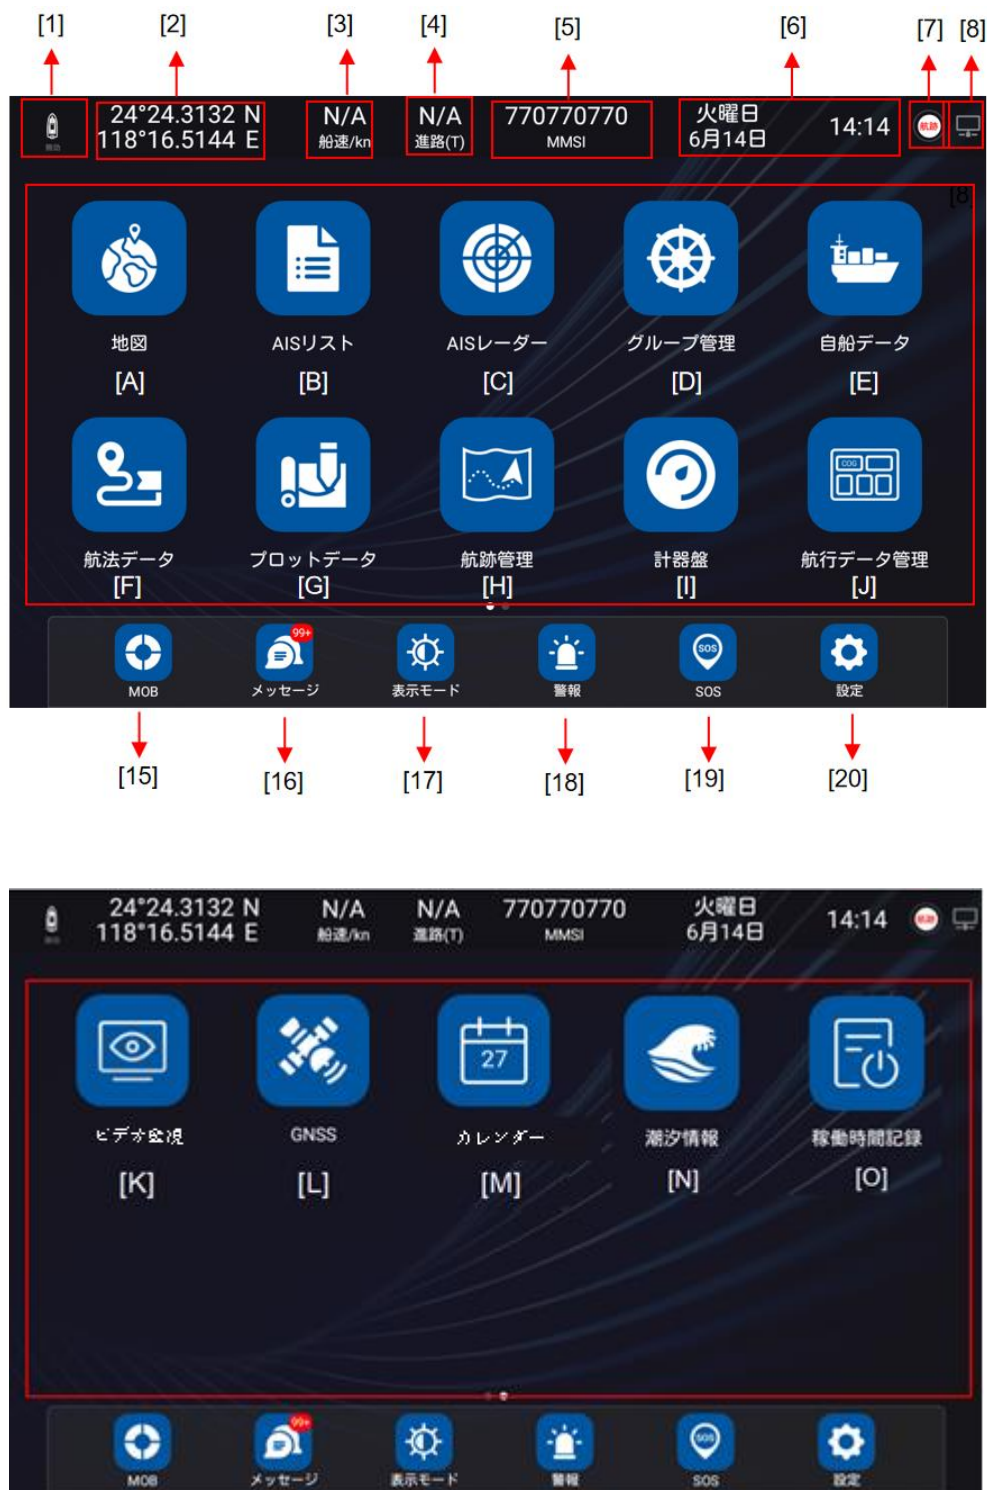 [1] [2] [3] [4] [5] [6] [7] [8]
24°24.3132 N N/A N/A 770770770 火曜日 14:14 航跡
118°16.5144 E 船速/kn 進路(T) MMSI 6月14日
[8]
地図 AISリスト AISレーダー グループ管理 自船データ
[A] [B] [C] [D] [E]
COG
航法データ プロットデータ 航跡管理 計器盤 航行データ管理
[F] [G] [H] [I] [J]
99+ SOS
MOB メッセージ 表示モード 警報 SOS 設定
[15] [16] [17] [18] [19] [20]
24°24.3132 N N/A N/A 770770770 火曜日 14:14 航跡
118°16.5144 E 船速/kn 進路(T) MMSI 6月14日
27
ビデオ監視 GNSS カレンダー 潮汐情報 稼働時間記録
[K] [L] [M] [N] [O]
99+ SOS
MOB メッセージ 表示モード 警報 SOS 設定